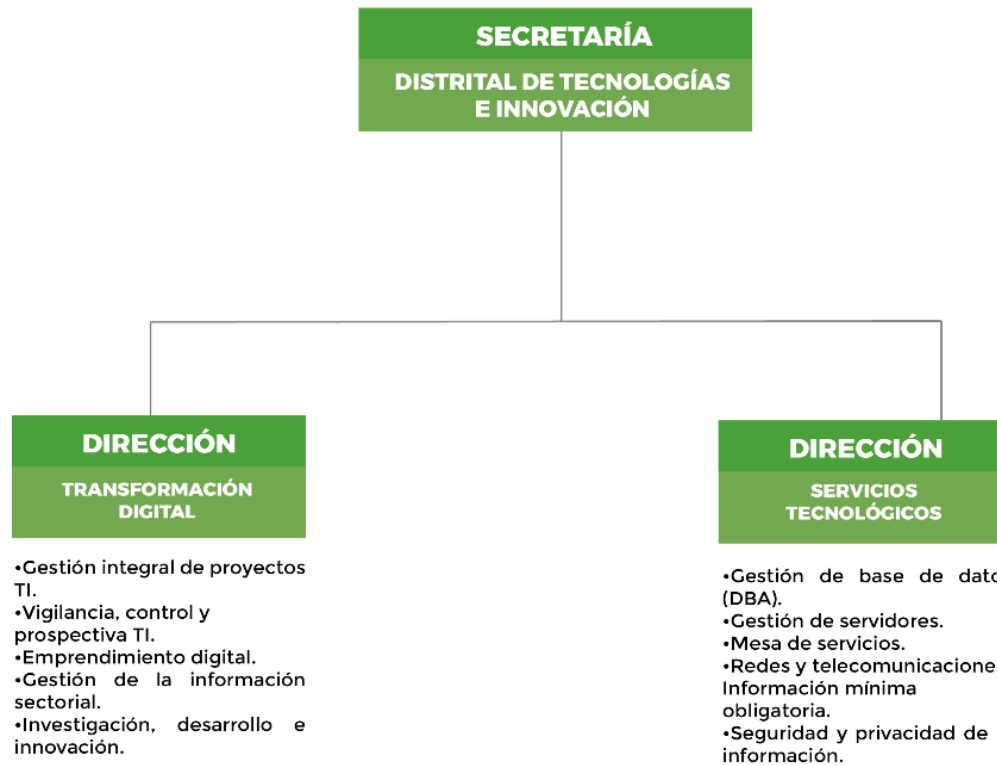 SECRETARÍA
DISTRITAL DE TECNOLOGÍAS
E INNOVACIÓN
DIRECCIÓN
TRANSFORMACIÓN
DIGITAL
•Gestión integral de proyectos
TI.
•Vigilancia, control y
prospectiva TI.
•Emprendimiento digital.
•Gestión de la información
sectorial.
•Investigación, desarrollo e
innovación.
DIRECCIÓN
SERVICIOS
TECNOLÓGICOS
•Gestión de base de dato
(DBA).
•Gestión de servidores.
•Mesa de servicios.
•Redes y telecomunicacione
Información mínima
obligatoria.
•Seguridad y privacidad de
información.